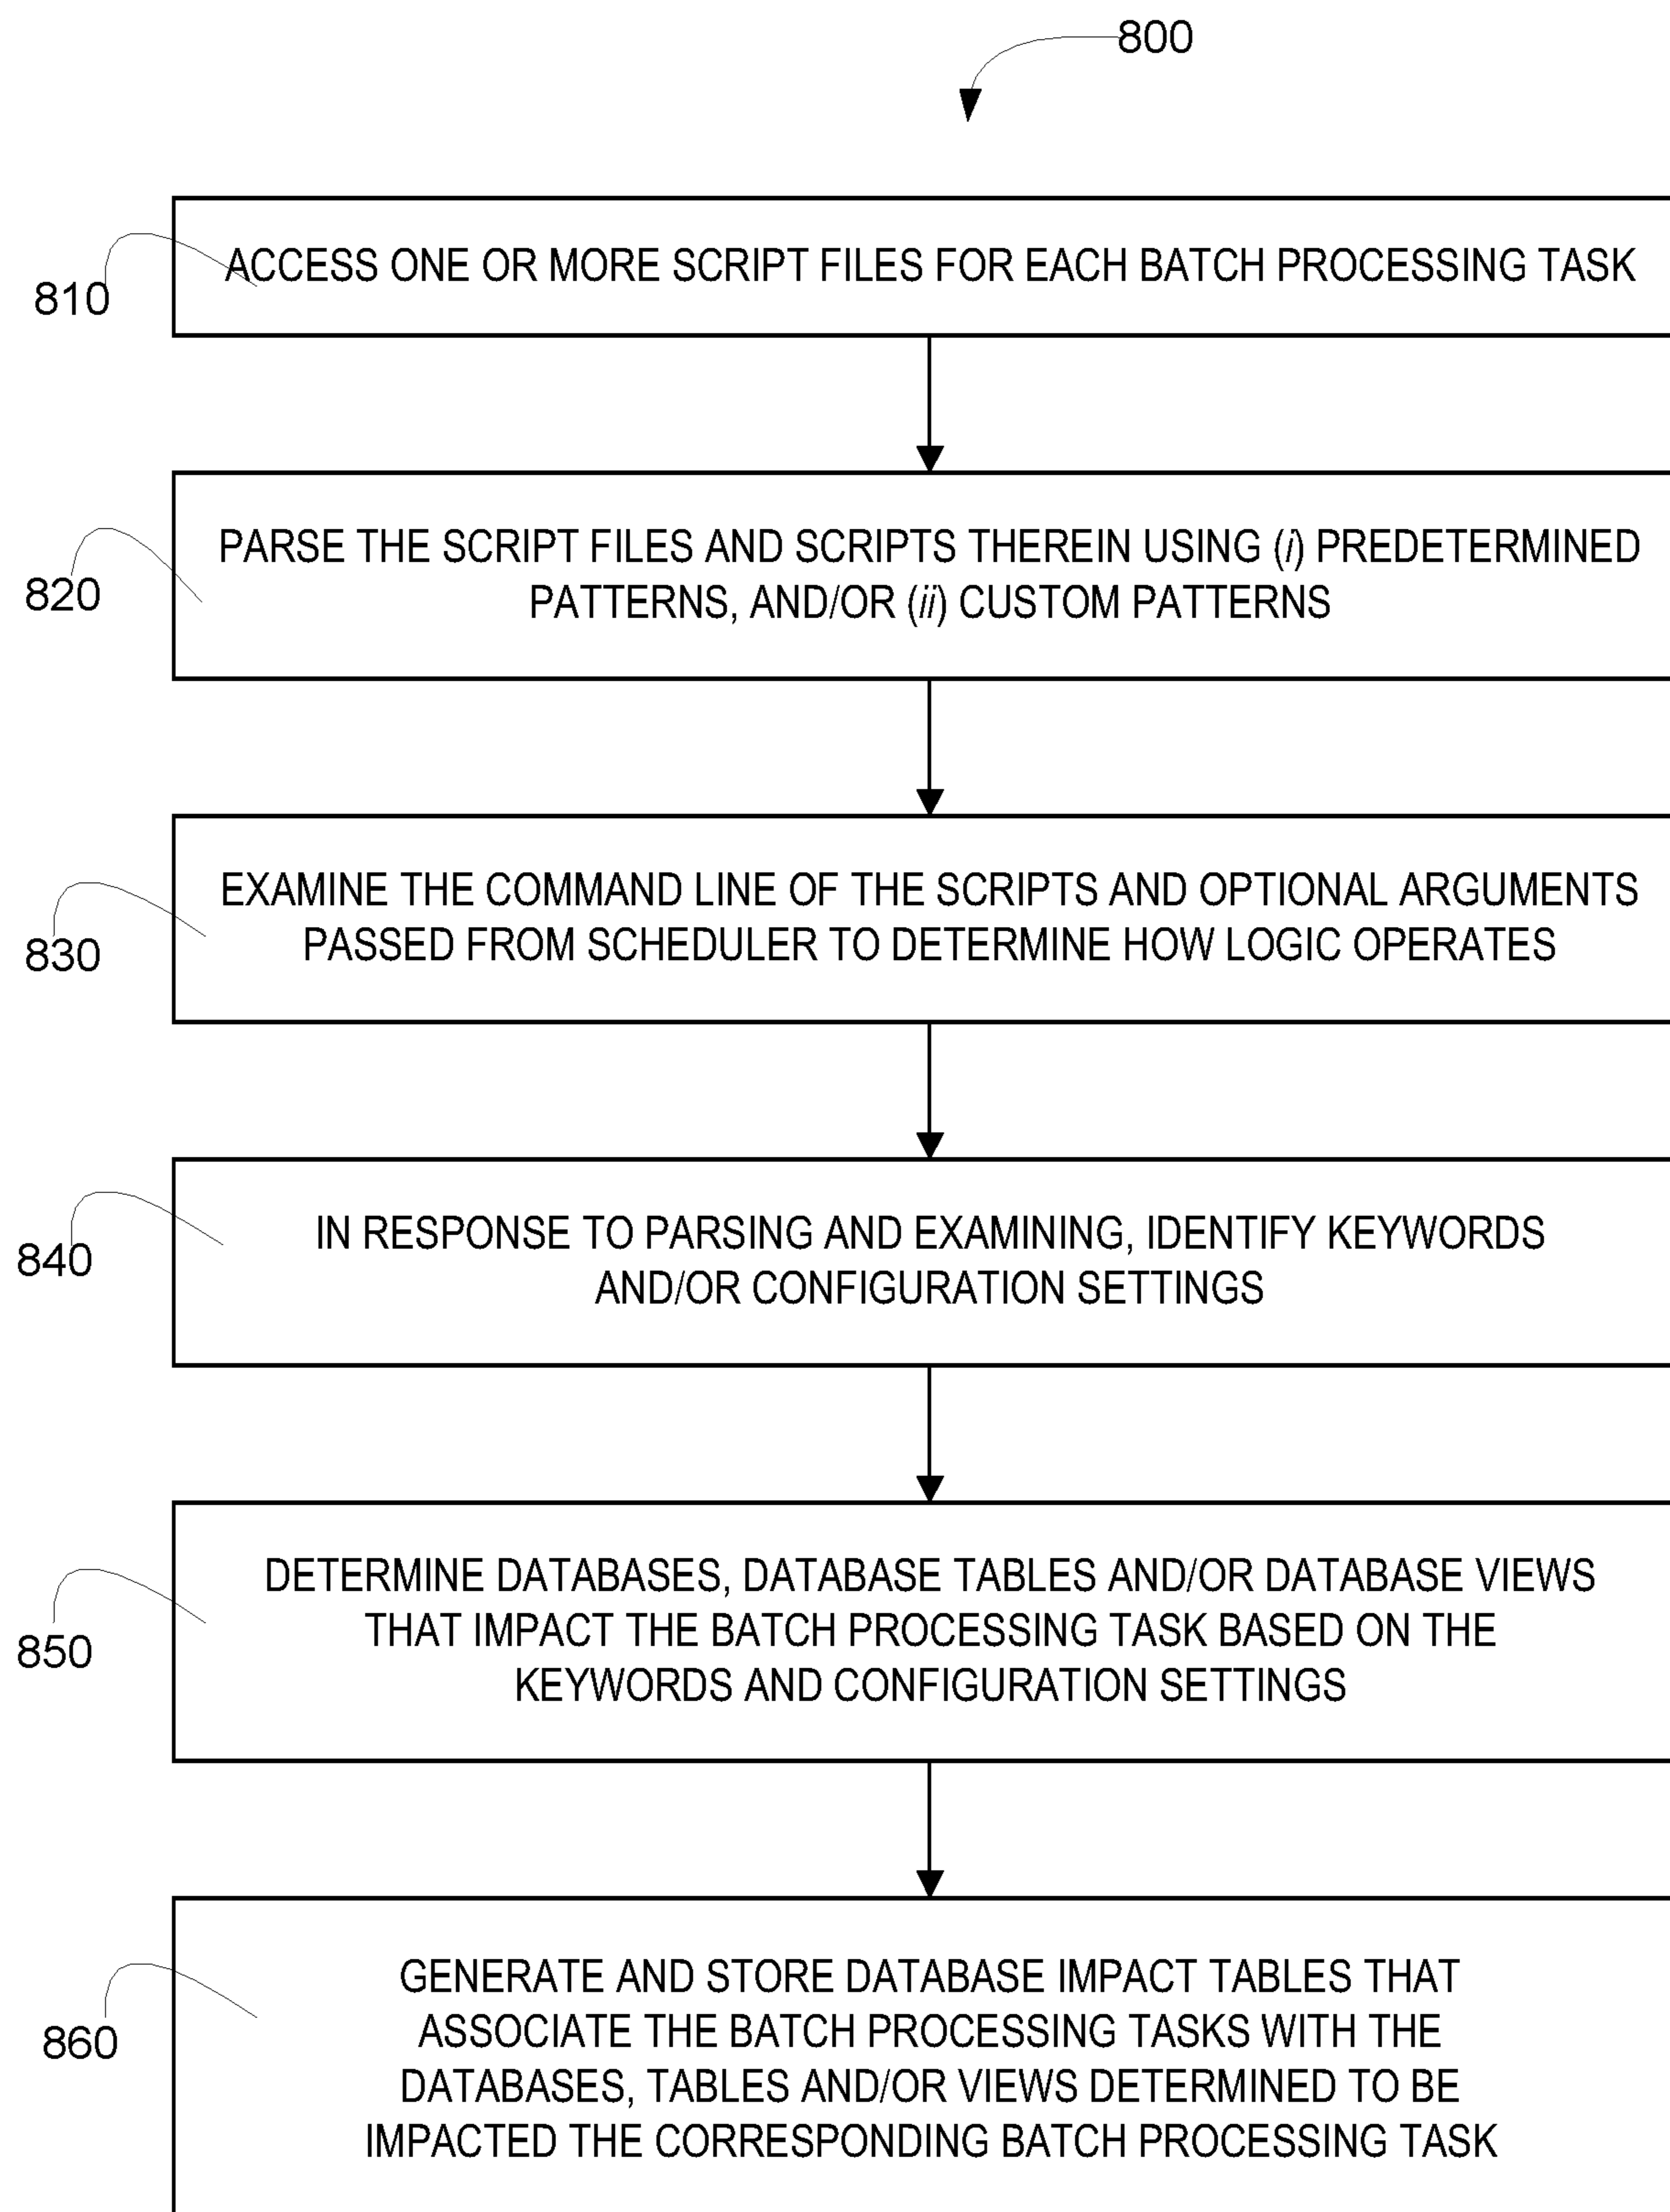 800
810
ACCESS ONE OR MORE SCRIPT FILES FOR EACH BATCH PROCESSING TASK
820
PARSE THE SCRIPT FILES AND SCRIPTS THEREIN USING (i) PREDETERMINED
PATTERNS, AND/OR (ii) CUSTOM PATTERNS
830
EXAMINE THE COMMAND LINE OF THE SCRIPTS AND OPTIONAL ARGUMENTS
PASSED FROM SCHEDULER TO DETERMINE HOW LOGIC OPERATES
840
IN RESPONSE TO PARSING AND EXAMINING, IDENTIFY KEYWORDS
AND/OR CONFIGURATION SETTINGS
850
DETERMINE DATABASES, DATABASE TABLES AND/OR DATABASE VIEWS
THAT IMPACT THE BATCH PROCESSING TASK BASED ON THE
KEYWORDS AND CONFIGURATION SETTINGS
860
GENERATE AND STORE DATABASE IMPACT TABLES THAT
ASSOCIATE THE BATCH PROCESSING TASKS WITH THE
DATABASES, TABLES AND/OR VIEWS DETERMINED TO BE
IMPACTED THE CORRESPONDING BATCH PROCESSING TASK